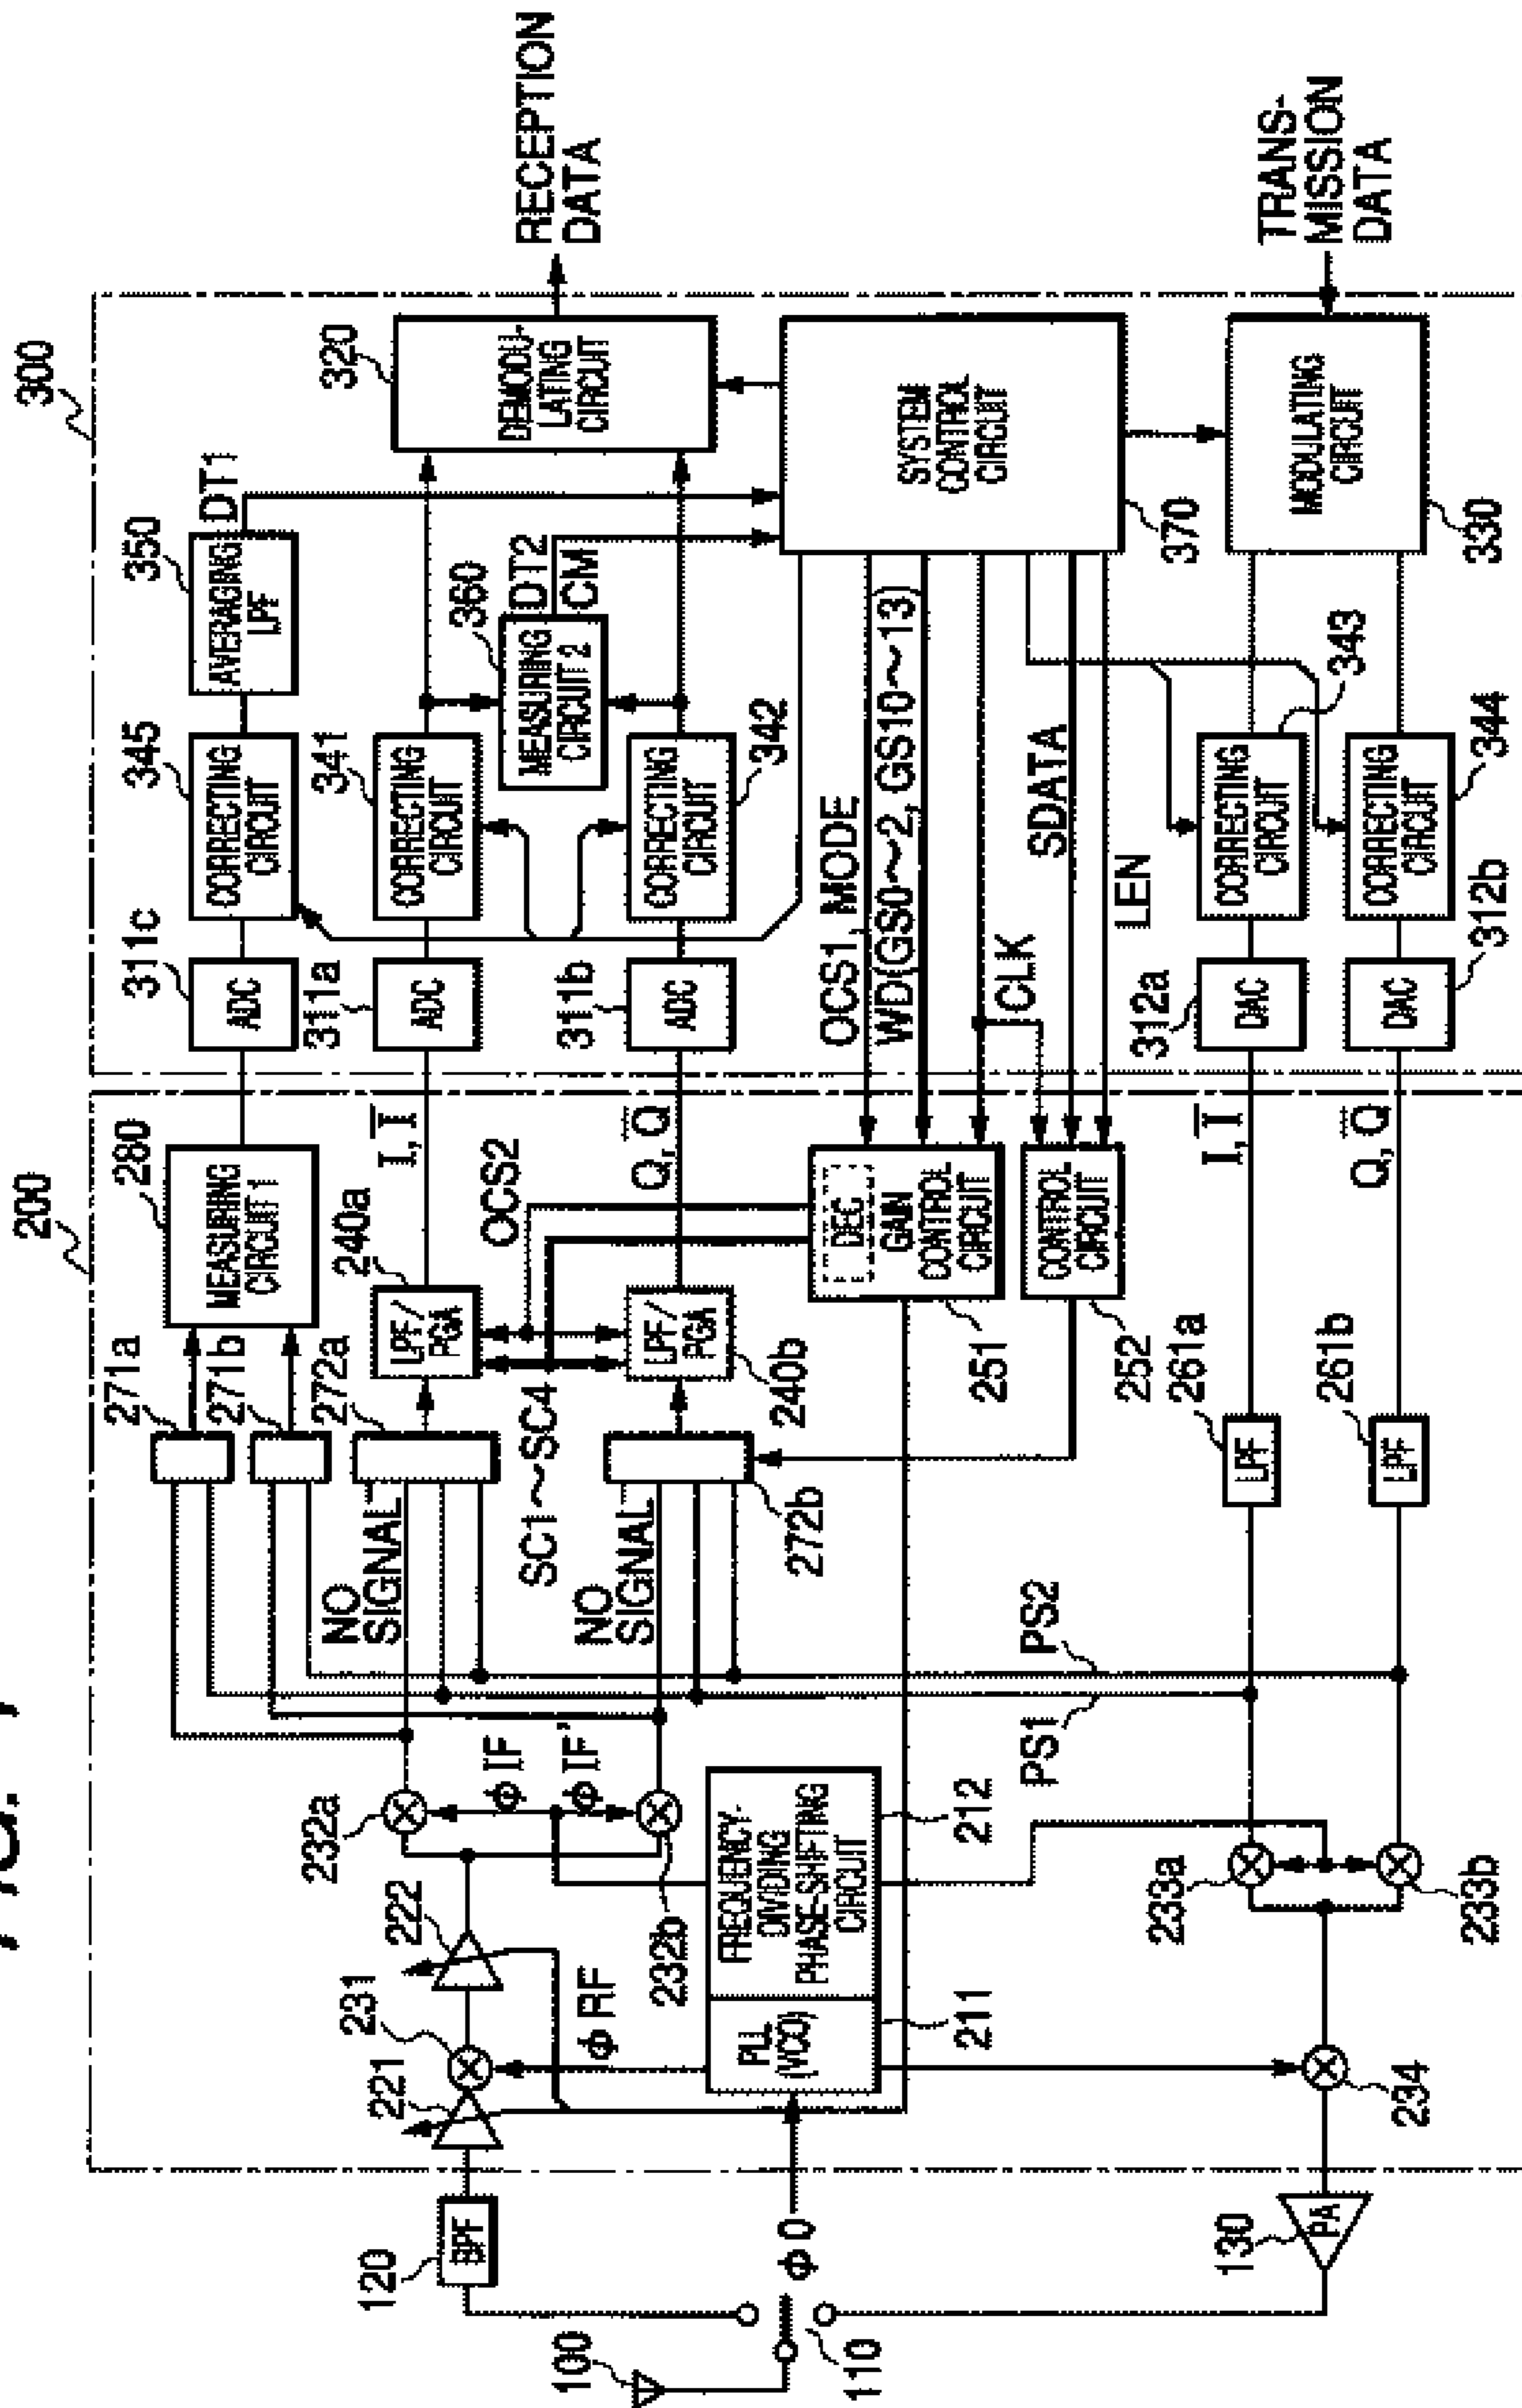 200
300
280
MEASURING
CIRCUIT 1
311c
ADC
345
CORRECTING
CIRCUIT
350
AVERAGING
LPF
DT1
271a
271b
272a
240a
LPF/
PGA
I, I̅
311a
ADC
341
CORRECTING
CIRCUIT
320
DEMODU-
LATING
CIRCUIT
RECEPTION
DATA
360
MEASURING
CIRCUIT 2
DT2
CM
120
BPF
221
231
222
232a
NO
SIGNAL
OCS2
Q, Q̅
311b
ADC
CORRECTING
CIRCUIT
342
LPF/
PGA
240b
SC1~SC4
NO
SIGNAL
272b
ϕIF
ϕIF'
232b
ϕRF
100
110
ϕ0
PLL
(VCO)
211
FREQUENCY-
DIVIDING
PHASE-SHIFTING
CIRCUIT
212
DEC
GAIN
CONTROL
CIRCUIT
251
OCS1 MODE
WD(GS0~2, GS10~13)
CLK
SDATA
LEN
SYSTEM
CONTROL
CIRCUIT
370
CONTROL
CIRCUIT
252
PS1
PS2
130
PA
234
233a
233b
261a
LPF
I, I̅
312a
DAC
CORRECTING
CIRCUIT
343
MODULATING
CIRCUIT
330
TRANS-
MISSION
DATA
261b
LPF
Q, Q̅
DAC
312b
CORRECTING
CIRCUIT
344